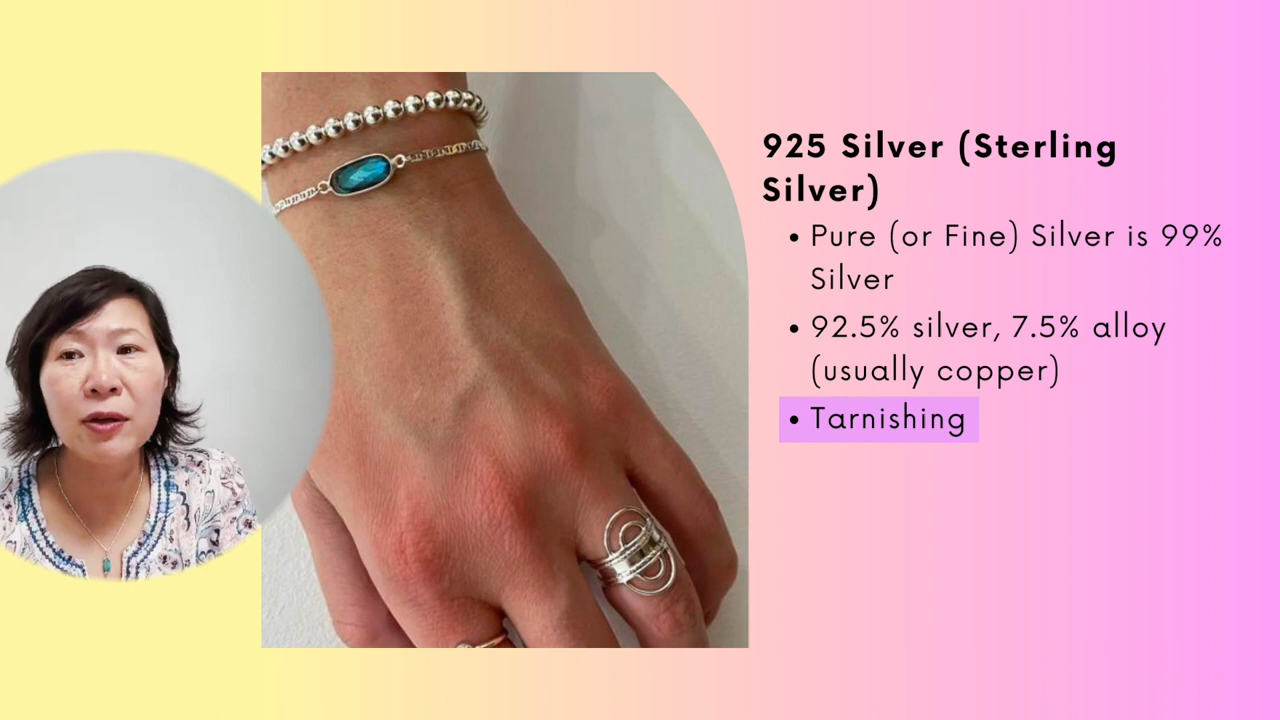 925 Silver (Sterling
Silver)
• Pure (or Fine) Silver is 99%
Silver
• 92.5% silver, 7.5% alloy
(usually copper)
• Tarnishing